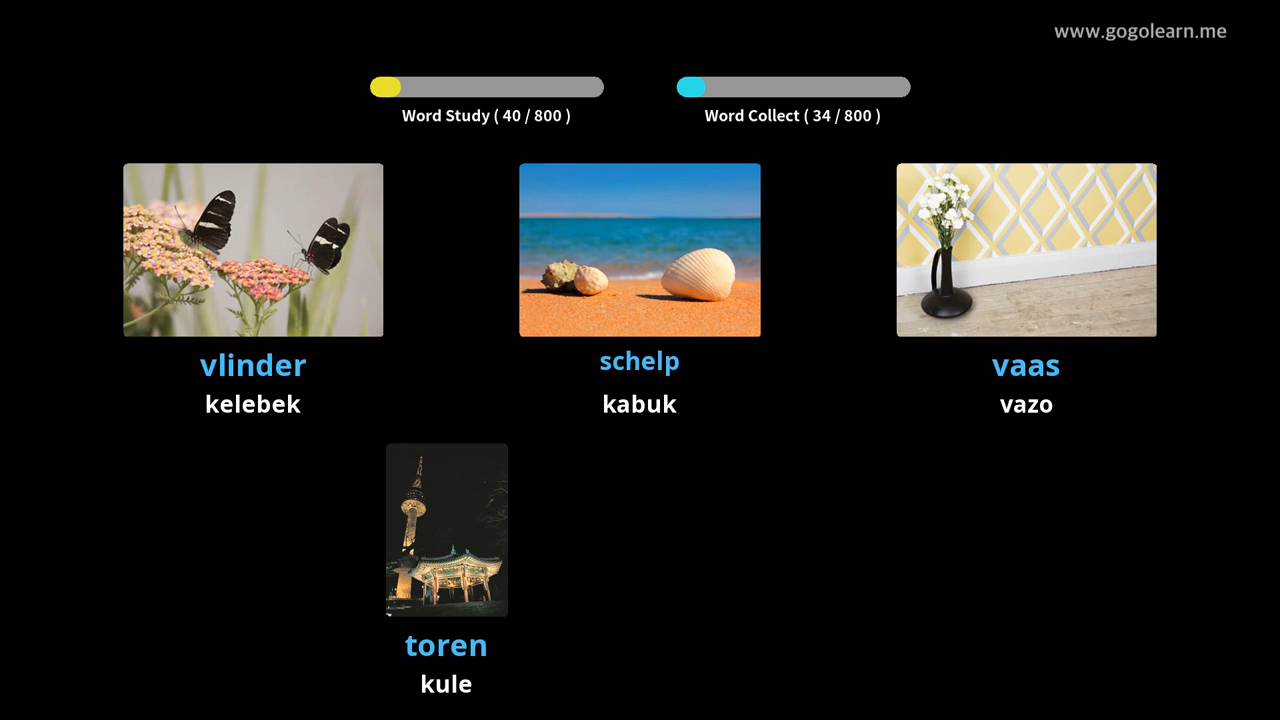 www.gogolearn.me
Word Study ( 40 / 800 )
Word Collect ( 34 / 800 )
vlinder
kelebek
schelp
kabuk
vaas
vazo
toren
kule